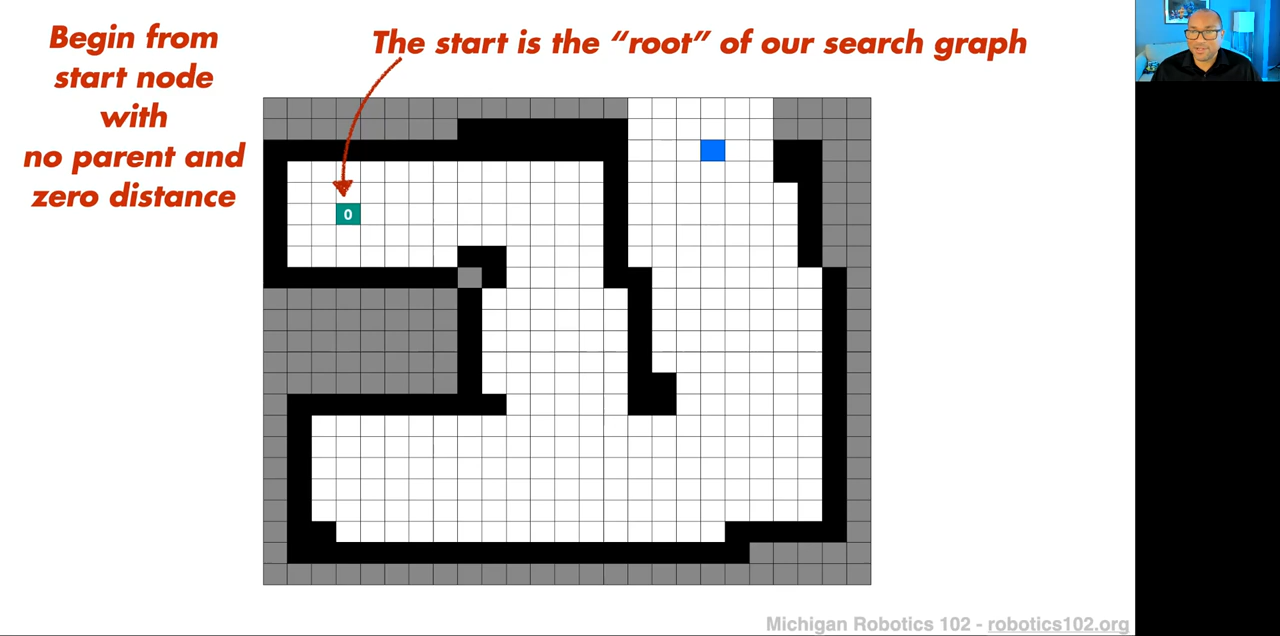 Begin from
start node
with
no parent and
zero distance
The start is the “root” of our search graph
0
Michigan Robotics 102 - robotics102.org